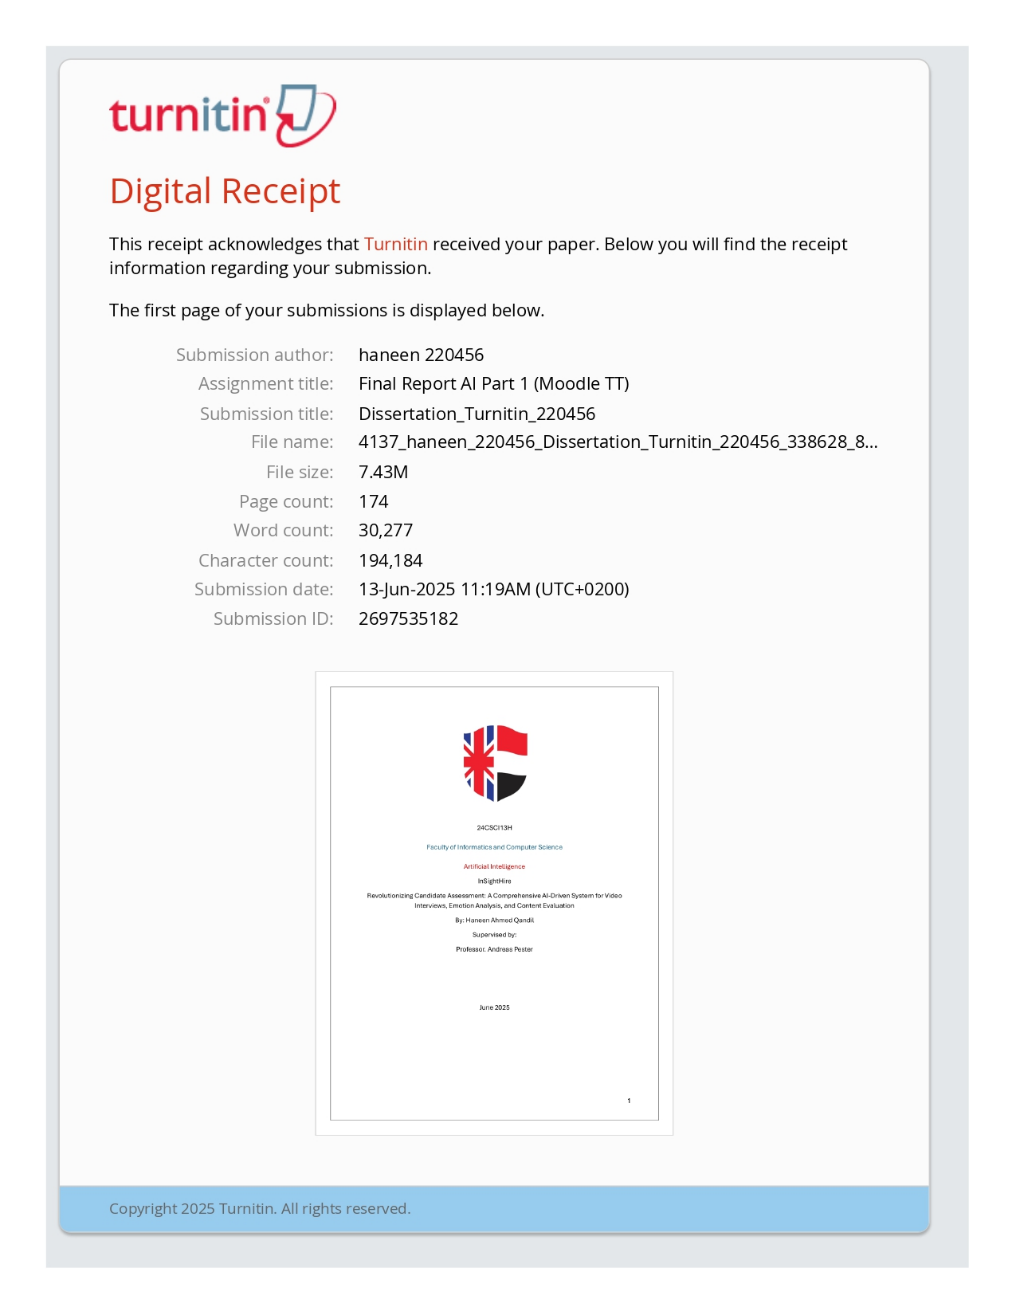 turnitin
Digital Receipt
This receipt acknowledges that Turnitin received your paper. Below you will find the receipt
information regarding your submission.
The first page of your submissions is displayed below.
Submission author: haneen 220456
Assignment title: Final Report AI Part 1 (Moodle TT)
Submission title: Dissertation_Turnitin_220456
File name: 4137_haneen_220456_Dissertation_Turnitin_220456_338628_8...
File size: 7.43M
Page count: 174
Word count: 30,277
Character count: 194,184
Submission date: 13-Jun-2025 11:19AM (UTC+0200)
Submission ID: 2697535182
24CSCI13H
Faculty of Informatics and Computer Science
Artificial Intelligence
InSightHire
Revolutionizing Candidate Assessment: A Comprehensive AI-Driven System for Video
Interviews, Emotion Analysis, and Content Evaluation
By: Haneen Ahmed Qandil
Supervised by:
Professor. Andreas Pester
June 2025
1
Copyright 2025 Turnitin. All rights reserved.